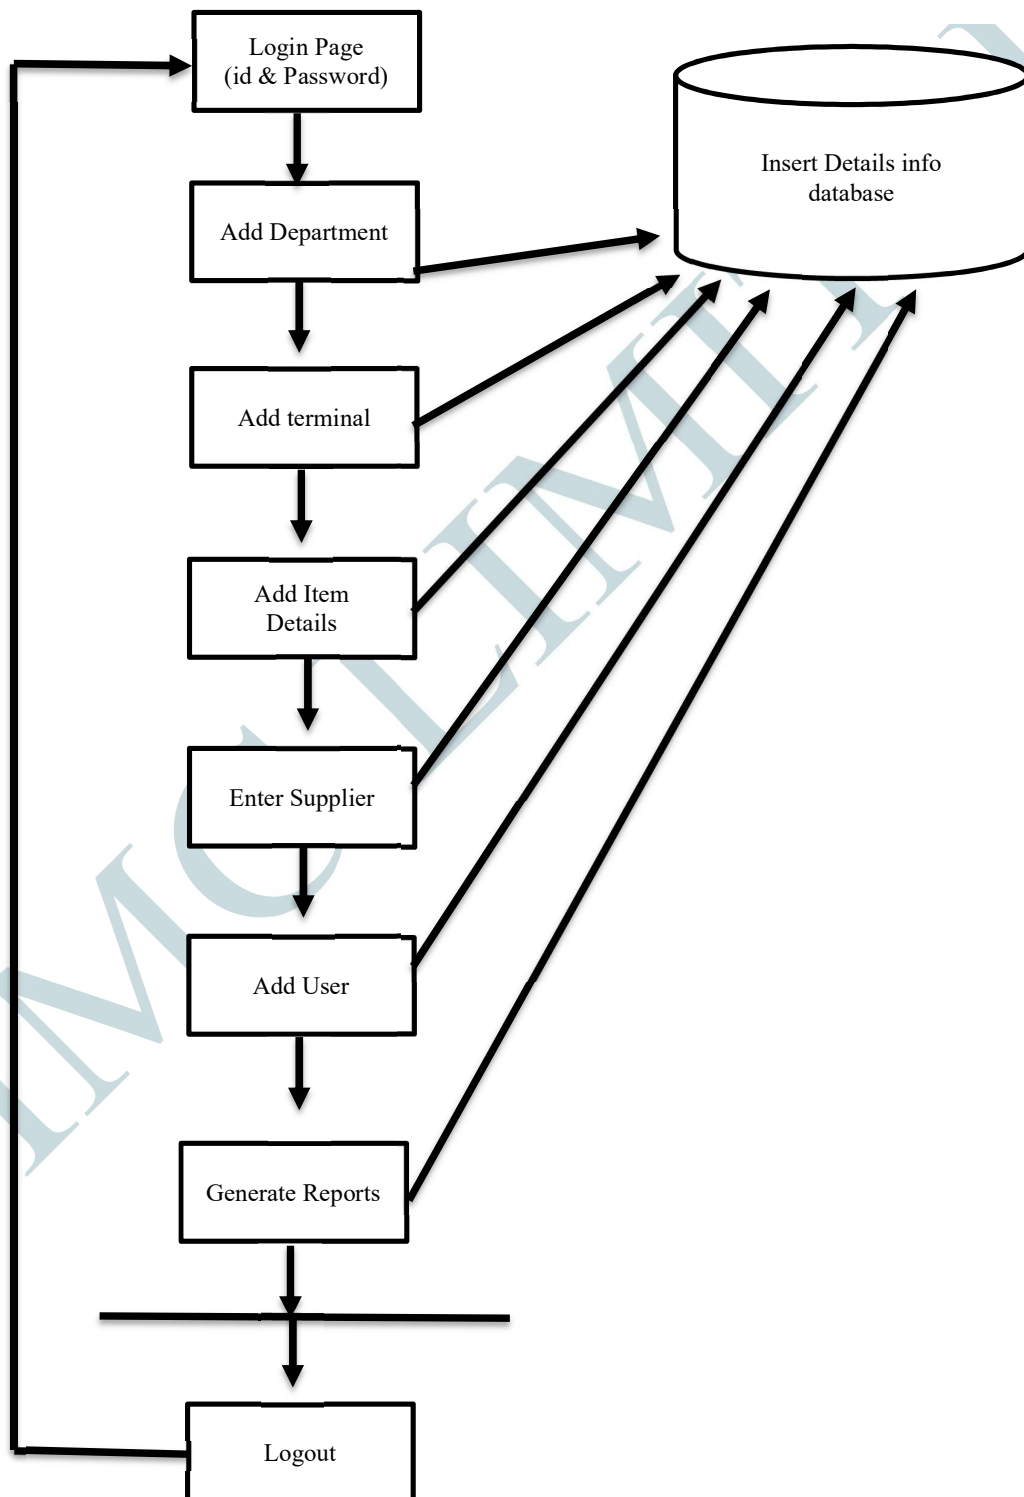 Login Page
(id & Password)
Insert Details info
database
Add Department
Add terminal
Add Item
Details
Enter Supplier
Add User
Generate Reports
Logout